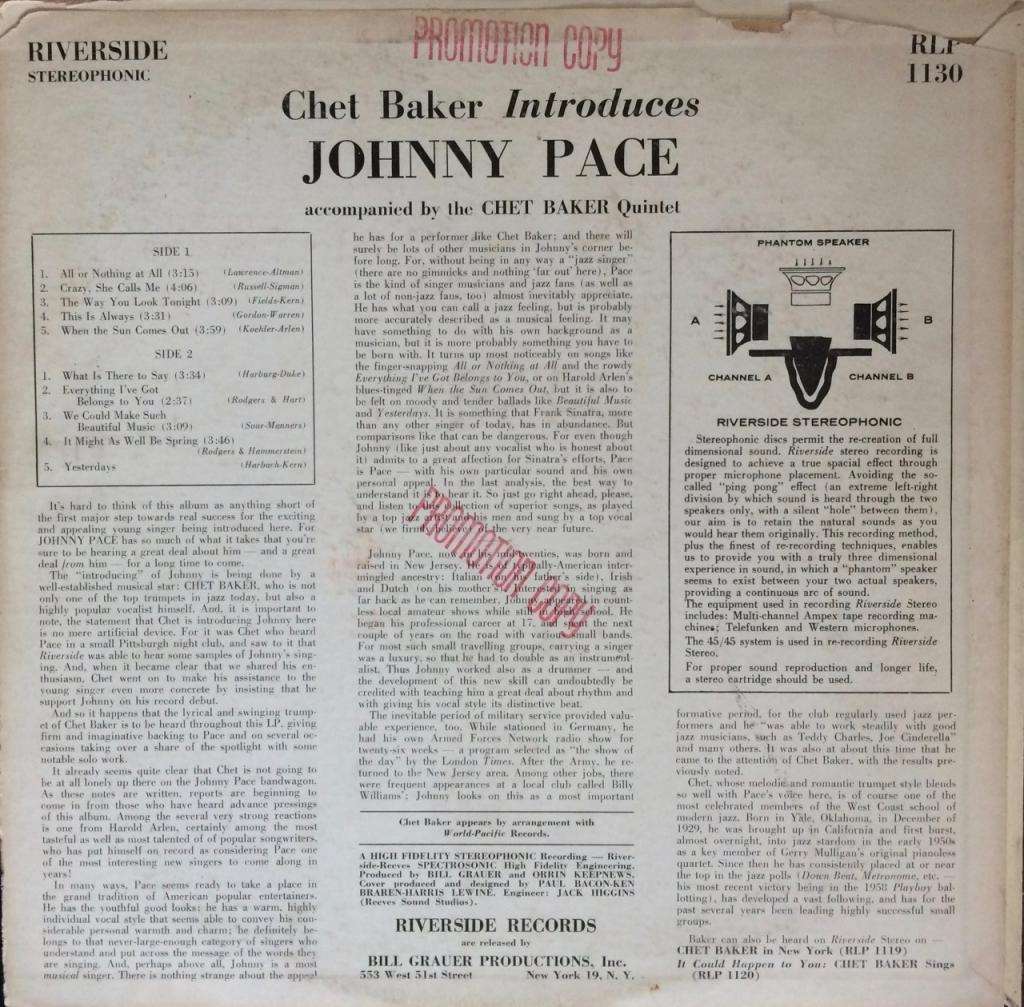 PROMOTION COPY
RIVERSIDE
STEREOPHONIC
RLP
1130
Chet Baker Introduces
JOHNNY PACE
accompanied by the CHET BAKER Quintet
SIDE 1
1. All or Nothing at All (3:15) (Lawrence-Altman)
2. Crazy, She Calls Me (4:06) (Russell-Sigman)
3. The Way You Look Tonight (3:09) (Fields-Kern)
4. This Is Always (3:31) (Gordon-Warren)
5. When the Sun Comes Out (3:59) (Koehler-Arlen)
SIDE 2
1. What Is There to Say (3:34) (Harburg-Duke)
2. Everything I've Got
Belongs to You (2:37) (Rodgers & Hart)
3. We Could Make Such
Beautiful Music (3:09) (Sour-Manners)
4. It Might As Well Be Spring (3:46)
(Rodgers & Hammerstein)
5. Yesterdays (Harbach-Kern)
It's hard to think of this album as anything short of
the first major step towards real success for the exciting
and appealing young singer being introduced here. For
JOHNNY PACE has so much of what it takes that you're
sure to be hearing a great deal about him — and a great
deal from him — for a long time to come.
The "introducing" of Johnny is being done by a
well-established musical star: CHET BAKER, who is not
only one of the top trumpets in jazz today, but also a
highly popular vocalist himself. And, it is important to
note, the statement that Chet is introducing Johnny here
is no mere artificial device. For it was Chet who heard
Pace in a small Pittsburgh night club, and saw to it that
Riverside was able to hear some samples of Johnny's sing-
ing. And, when it became clear that we shared his en-
thusiasm, Chet went on to make his assistance to the
young singer even more concrete by insisting that he
support Johnny on his record debut.
And so it happens that the lyrical and swinging trump-
et of Chet Baker is to be heard throughout this LP, giving
firm and imaginative backing to Pace and on several oc-
casions taking over a share of the spotlight with some
notable solo work.
It already seems quite clear that Chet is not going to
be at all lonely up there on the Johnny Pace bandwagon.
As these notes are written, reports are beginning to
come in from those who have heard advance pressings
of this album. Among the several very strong reactions
is one from Harold Arlen, certainly among the most
tasteful as well as most talented of of popular songwriters,
who has put himself on record as considering Pace one
of the most interesting new singers to come along in
years!
In many ways, Pace seems ready to take a place in
the grand tradition of American popular entertainers.
He has the youthful good looks; he has a warm, highly
individual vocal style that seems able to convey his con-
siderable personal warmth and charm; he definitely be-
longs to that never-large-enough category of singers who
understand and put across the message of the words they
are singing. And, perhaps above all, Johnny is a most
musical singer. There is nothing strange about the appeal
he has for a performer like Chet Baker; and there will
surely be lots of other musicians in Johnny's corner be-
fore long. For, without being in any way a "jazz singer"
(there are no gimmicks and nothing 'far out' here), Pace
is the kind of singer musicians and jazz fans (as well as
a lot of non-jazz fans, too) almost inevitably appreciate.
He has what you can call a jazz feeling, but is probably
more accurately described as a musical feeling. It may
have something to do with his own background as a
musician, but it is more probably something you have to
be born with. It turns up most noticeably on songs like
the finger-snapping All or Nothing at All and the rowdy
Everything I've Got Belongs to You, or on Harold Arlen's
blues-tinged When the Sun Comes Out, but it is also to
be felt on moody and tender ballads like Beautiful Music
and Yesterdays. It is something that Frank Sinatra, more
than any other singer of today, has in abundance. But
comparisons like that can be dangerous. For even though
Johnny (like just about any vocalist who is honest about
it) admits to a great affection for Sinatra's efforts, Pace
is Pace — with his own particular sound and his own
personal appeal. In the last analysis, the best way to
understand it hear it. So just go right ahead, please,
and listen to ction of superior songs, as played
by a top j ns men and sung by a top vocal
star (we fir the very near future).
PROMOTION COPY
Johnny Pace, no his enties, was born and
raised in New Jersey, ally-American inter-
mingled ancestry: Italian father's side), Irish
and Dutch (on his mother singing as
far back as he can remember, John in count-
less local amateur shows while still hool. He
began his professional career at 17, and sp t the next
couple of years on the road with various small bands.
For most such small travelling groups, carrying a singer
was a luxury, so that he had to double as an instrument-
alist. Thus Johnny worked also as a drummer — and
the development of this new skill can undoubtedly be
credited with teaching him a great deal about rhythm and
with giving his vocal style its distinctive beat.
The inevitable period of military service provided valu-
able experience, too. While stationed in Germany, he
had his own Armed Forces Network radio show for
twenty-six weeks — a program selected as "the show of
the day" by the London Times. After the Army, he re-
turned to the New Jersey area. Among other jobs, there
were frequent appearances at a local club called Billy
Williams'; Johnny looks on this as a most important
Chet Baker appears by arrangement with
World-Pacific Records.
A HIGH FIDELITY STEREOPHONIC Recording — River-
side-Reeves SPECTROSONIC High Fidelity Engineering.
Produced by BILL GRAUER and ORRIN KEEPNEWS.
Cover produced and designed by PAUL BACON-KEN
BRAREN-HARRIS LEWINE. Engineer: JACK HIGGINS
(Reeves Sound Studios).
RIVERSIDE RECORDS
are released by
BILL GRAUER PRODUCTIONS, Inc.
553 West 51st Street New York 19, N. Y.
PHANTOM SPEAKER
A B
CHANNEL A CHANNEL B
RIVERSIDE STEREOPHONIC
Stereophonic discs permit the re-creation of full
dimensional sound. Riverside stereo recording is
designed to achieve a true spacial effect through
proper microphone placement. Avoiding the so-
called "ping pong" effect (an extreme left-right
division by which sound is heard through the two
speakers only, with a silent "hole" between them),
our aim is to retain the natural sounds as you
would hear them originally. This recording method,
plus the finest of re-recording techniques, enables
us to provide you with a truly three dimensional
experience in sound, in which a "phantom" speaker
seems to exist between your two actual speakers,
providing a continuous arc of sound.
The equipment used in recording Riverside Stereo
includes: Multi-channel Ampex tape recording ma-
chines; Telefunken and Western microphones.
The 45/45 system is used in re-recording Riverside
Stereo.
For proper sound reproduction and longer life,
a stereo cartridge should be used.
formative period, for the club regularly used jazz per-
formers and he "was able to work steadily with good
jazz musicians, such as Teddy Charles, Joe Cinderella"
and many others. It was also at about this time that he
came to the attention of Chet Baker, with the results pre-
viously noted.
Chet, whose melodic and romantic trumpet style blends
so well with Pace's voice here, is of course one of the
most celebrated members of the West Coast school of
modern jazz. Born in Yale, Oklahoma, in December of
1929, he was brought up in California and first burst,
almost overnight, into jazz stardom in the early 1950s
as a key member of Gerry Mulligan's original pianoless
quartet. Since then he has consistently placed at or near
the top in the jazz polls (Down Beat, Metronome, etc. —
his most recent victory being in the 1958 Playboy bal-
lotting), has developed a vast following, and has for the
past several years been leading highly successful small
groups.
Baker can also be heard on Riverside Stereo on —
CHET BAKER in New York (RLP 1119)
It Could Happen to You: CHET BAKER Sings
(RLP 1120)